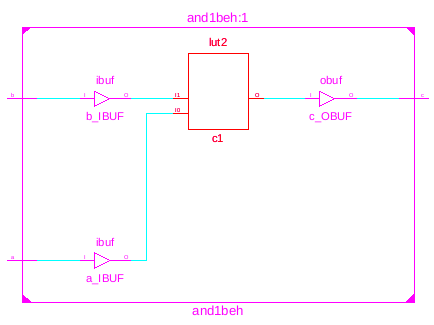 and1beh:1
lut2
ibuf
obuf
b
I
O
I1
O
I
O
c
I0
b_IBUF
c_OBUF
c1
ibuf
a
I
O
a_IBUF
and1beh